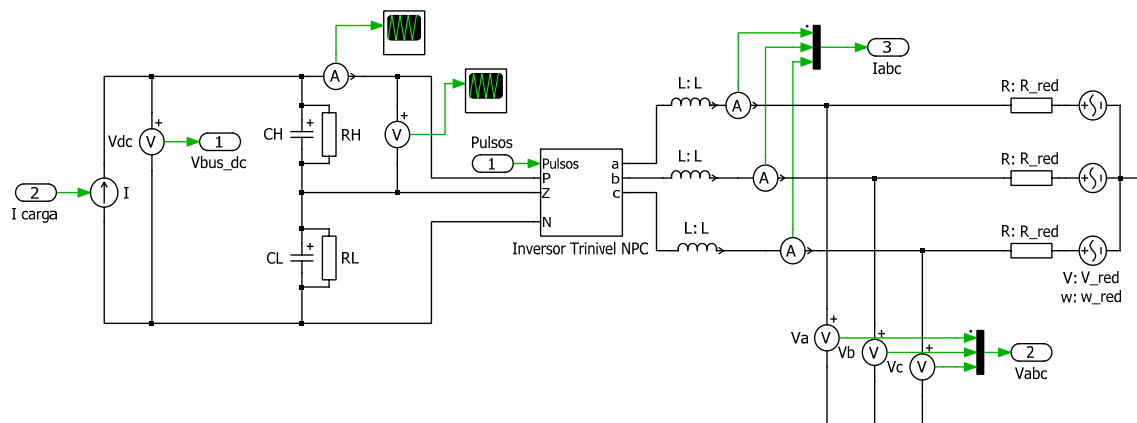 A
V
Vdc
V
1
Vbus_dc
2
I carga
I
CH
RH
CL
RL
Pulsos
1
Pulsos
P
Z
N
a
b
c
Inversor Trinivel NPC
L: L
L: L
L: L
A
A
A
3
Iabc
R: R_red
R: R_red
R: R_red
V: V_red
w: w_red
Va
V
Vb
V
Vc
V
2
Vabc